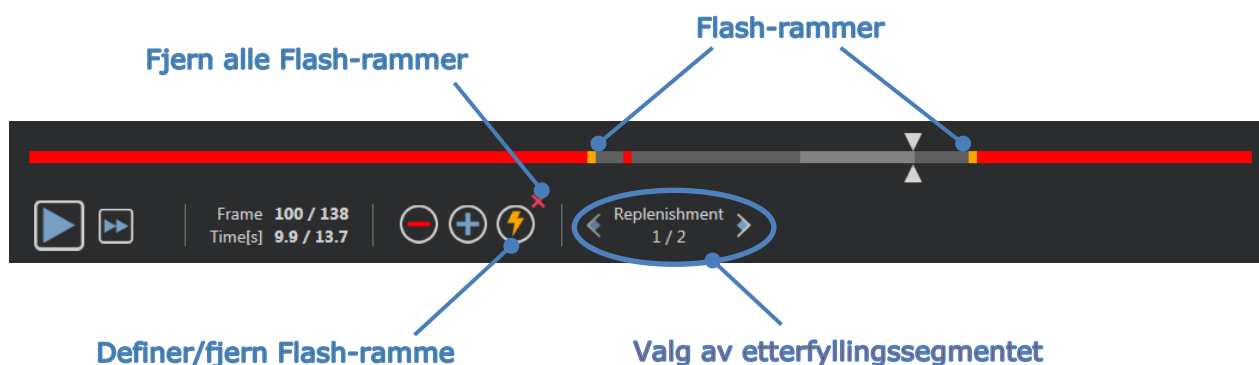 Flash-rammer
Fjern alle Flash-rammer
Frame 100 / 138
Time[s] 9.9 / 13.7
Replenishment
1 / 2
Definer/fjern Flash-ramme
Valg av etterfyllingssegmentet